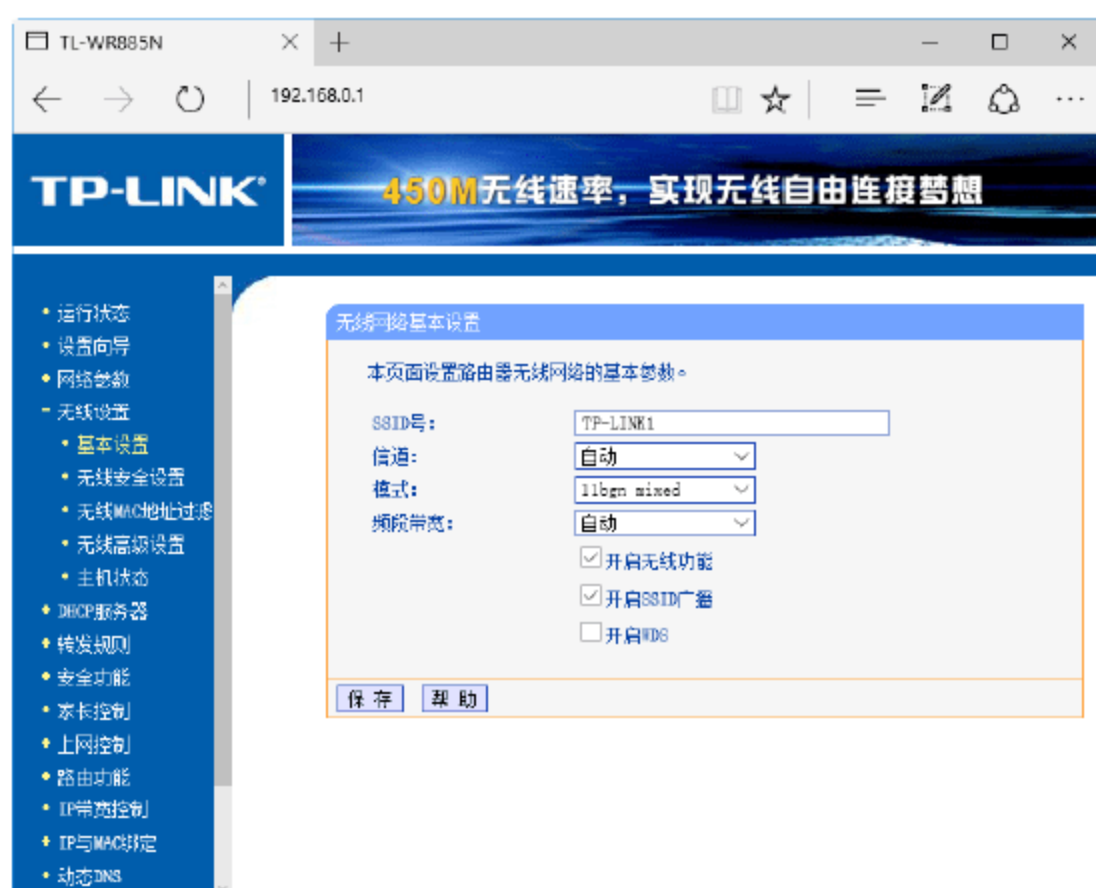 TL-WR885N
192.168.0.1
TP-LINK®
450M无线速率，实现无线自由连接梦想
运行状态
设置向导
网络参数
无线设置
基本设置
无线安全设置
无线MAC地址过滤
无线高级设置
主机状态
DHCP服务器
转发规则
安全功能
家长控制
上网控制
路由功能
IP带宽控制
IP与MAC绑定
动态DNS
无线网络基本设置
本页面设置路由器无线网络的基本参数。
SSID号： TP-LINK1
信道： 自动
模式： 11bgn mixed
频段带宽： 自动
开启无线功能
开启SSID广播
开启WDS
保存 帮助